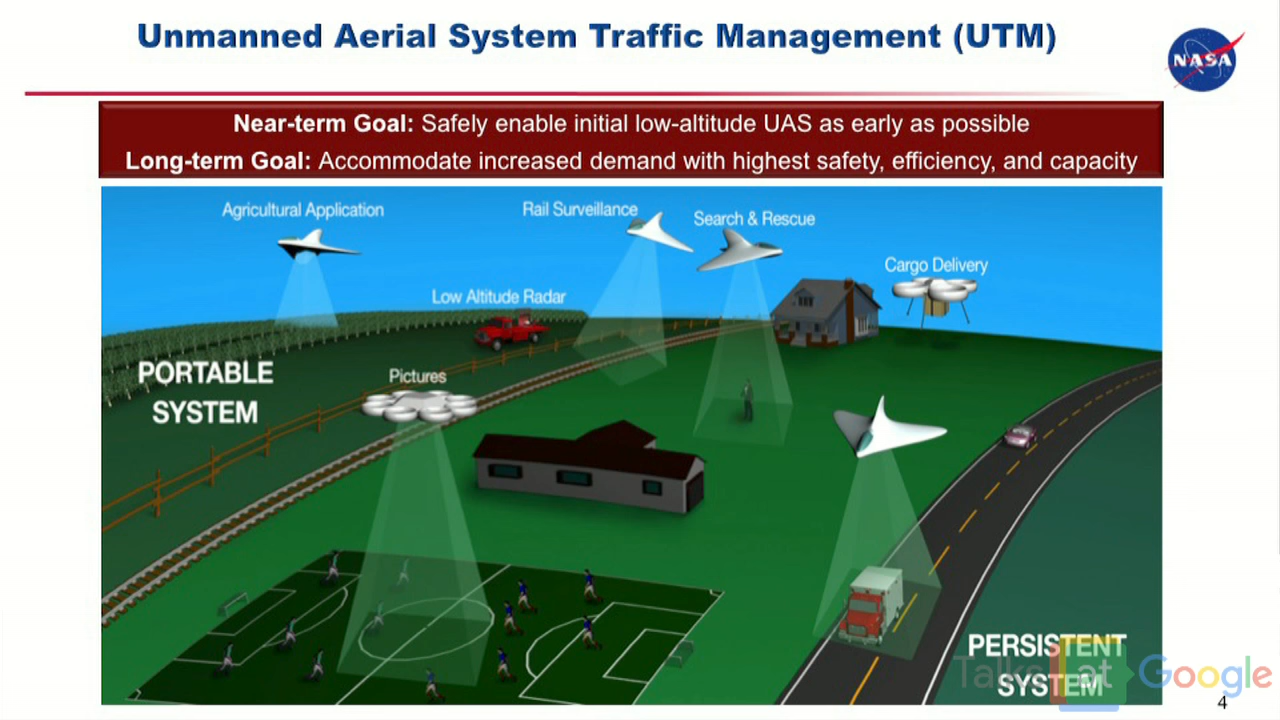 Unmanned Aerial System Traffic Management (UTM)
NASA
Near-term Goal: Safely enable initial low-altitude UAS as early as possible
Long-term Goal: Accommodate increased demand with highest safety, efficiency, and capacity
Agricultural Application
Rail Surveillance
Search & Rescue
Cargo Delivery
Low Altitude Radar
PORTABLE
SYSTEM
Pictures
PERSISTENT
SYSTEM
Talks at Google
4